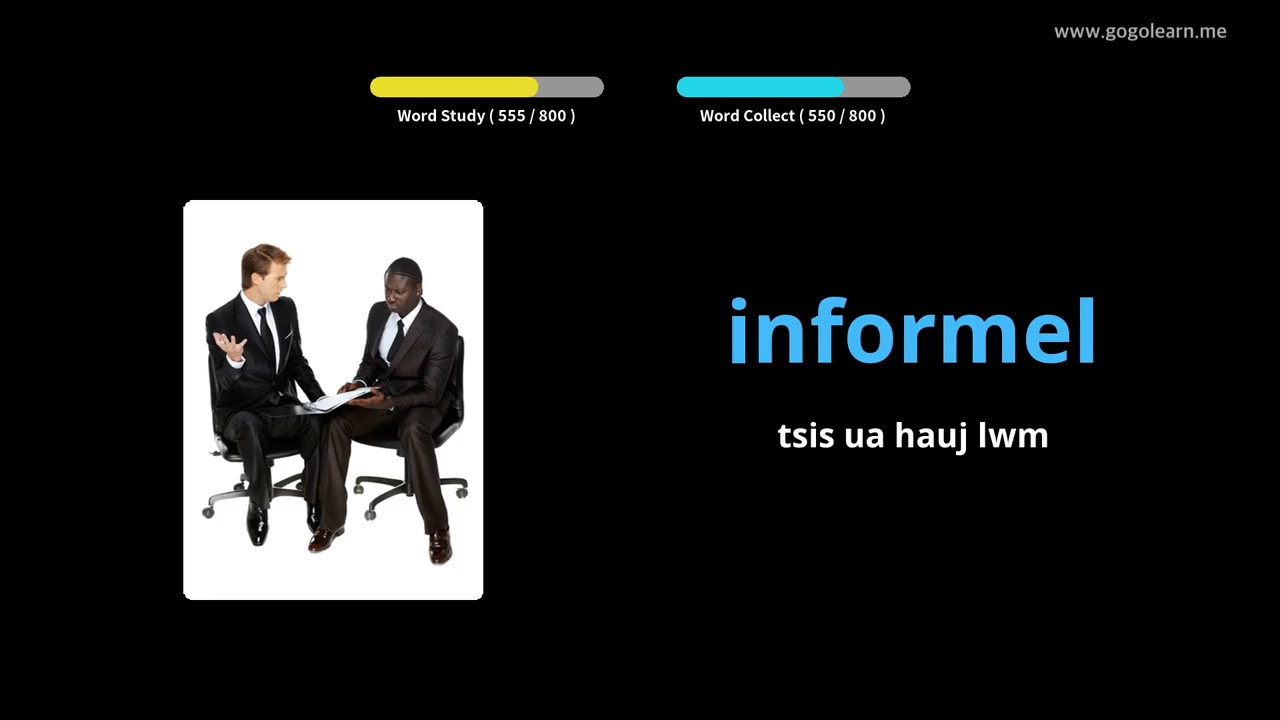 www.gogolearn.me
Word Study ( 555 / 800 )
Word Collect ( 550 / 800 )
informel
tsis ua hauj lwm